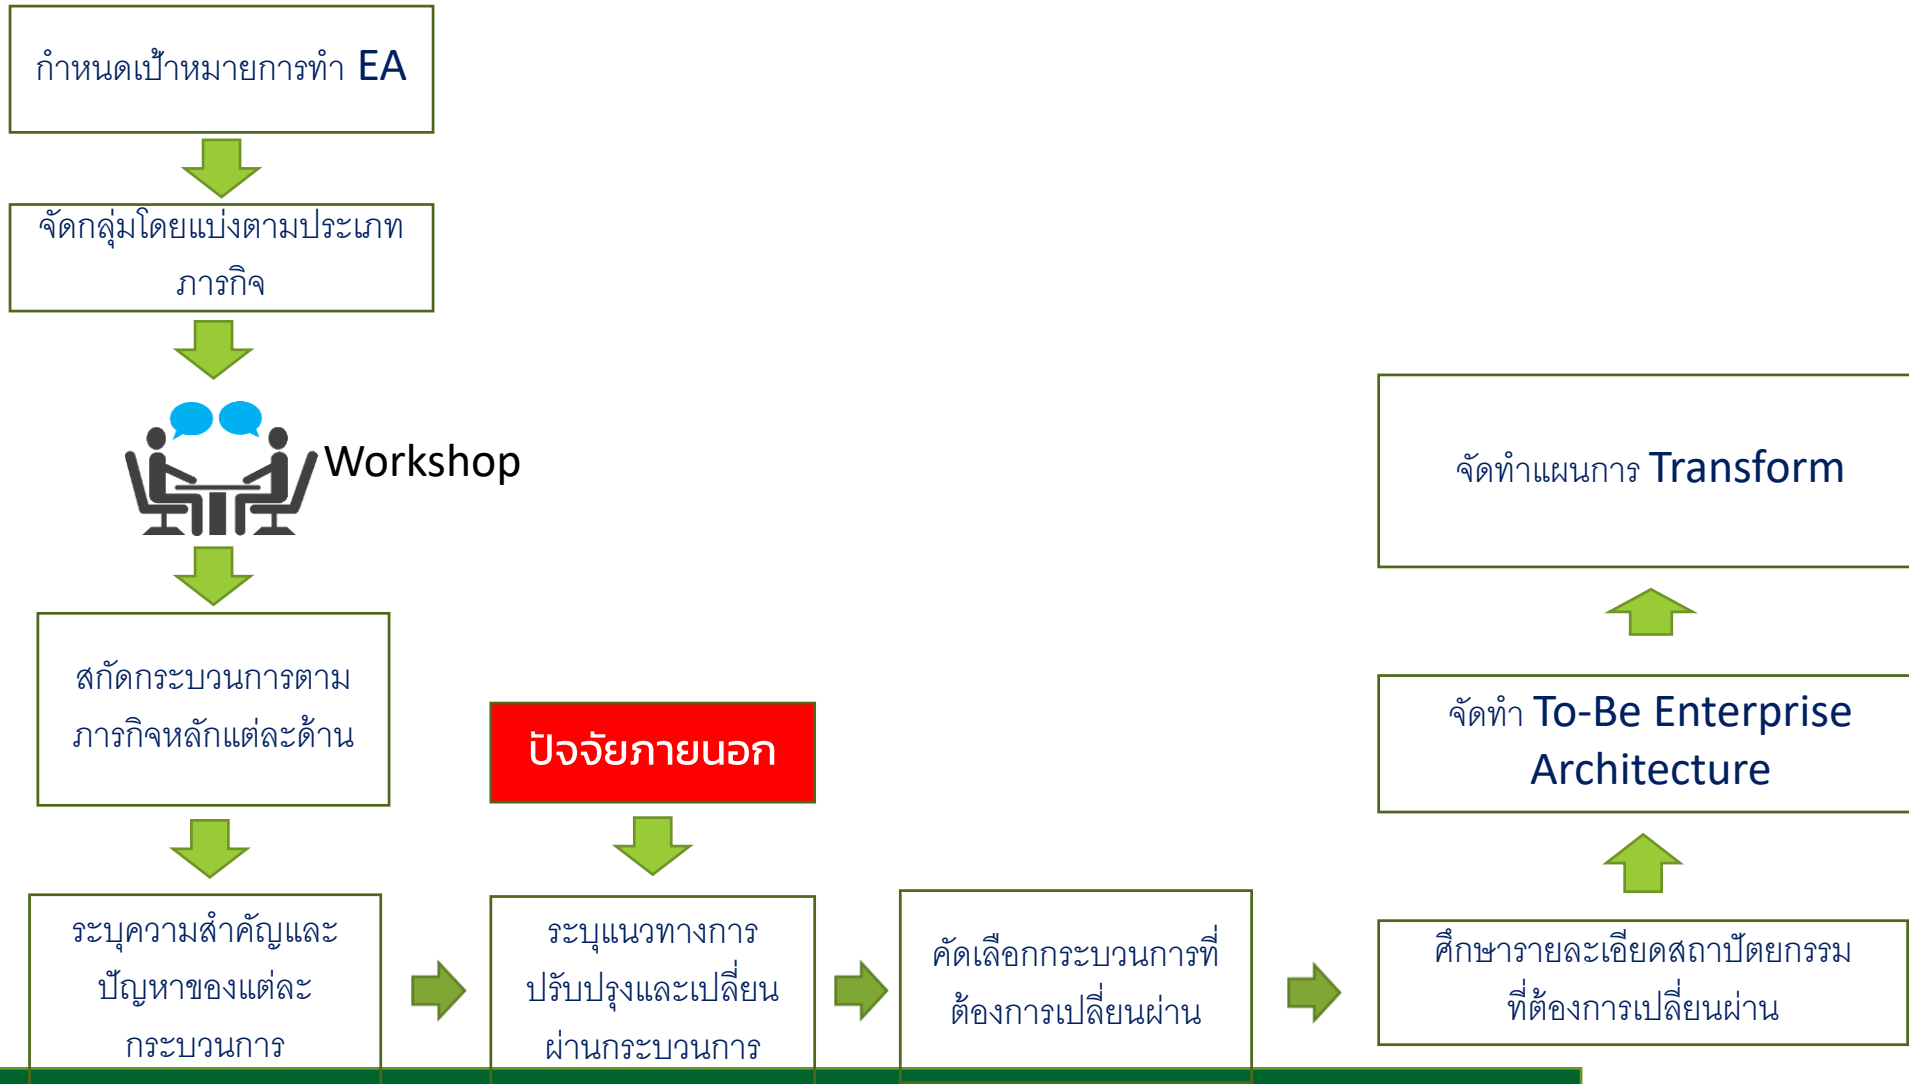 กำหนดเป้าหมายการทำ EA
จัดกลุ่มโดยแบ่งตามประเภท
ภารกิจ
Workshop
สกัดกระบวนการตาม
ภารกิจหลักแต่ละด้าน
ระบุความสำคัญและ
ปัญหาของแต่ละ
กระบวนการ
ปัจจัยภายนอก
ระบุแนวทางการ
ปรับปรุงและเปลี่ยน
ผ่านกระบวนการ
คัดเลือกกระบวนการที่
ต้องการเปลี่ยนผ่าน
ศึกษารายละเอียดสถาปัตยกรรม
ที่ต้องการเปลี่ยนผ่าน
จัดทำ To-Be Enterprise
Architecture
จัดทำแผนการ Transform